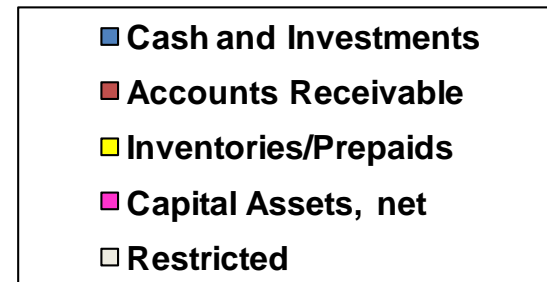 Cash and Investments
Accounts Receivable
Inventories/Prepaids
Capital Assets, net
Restricted